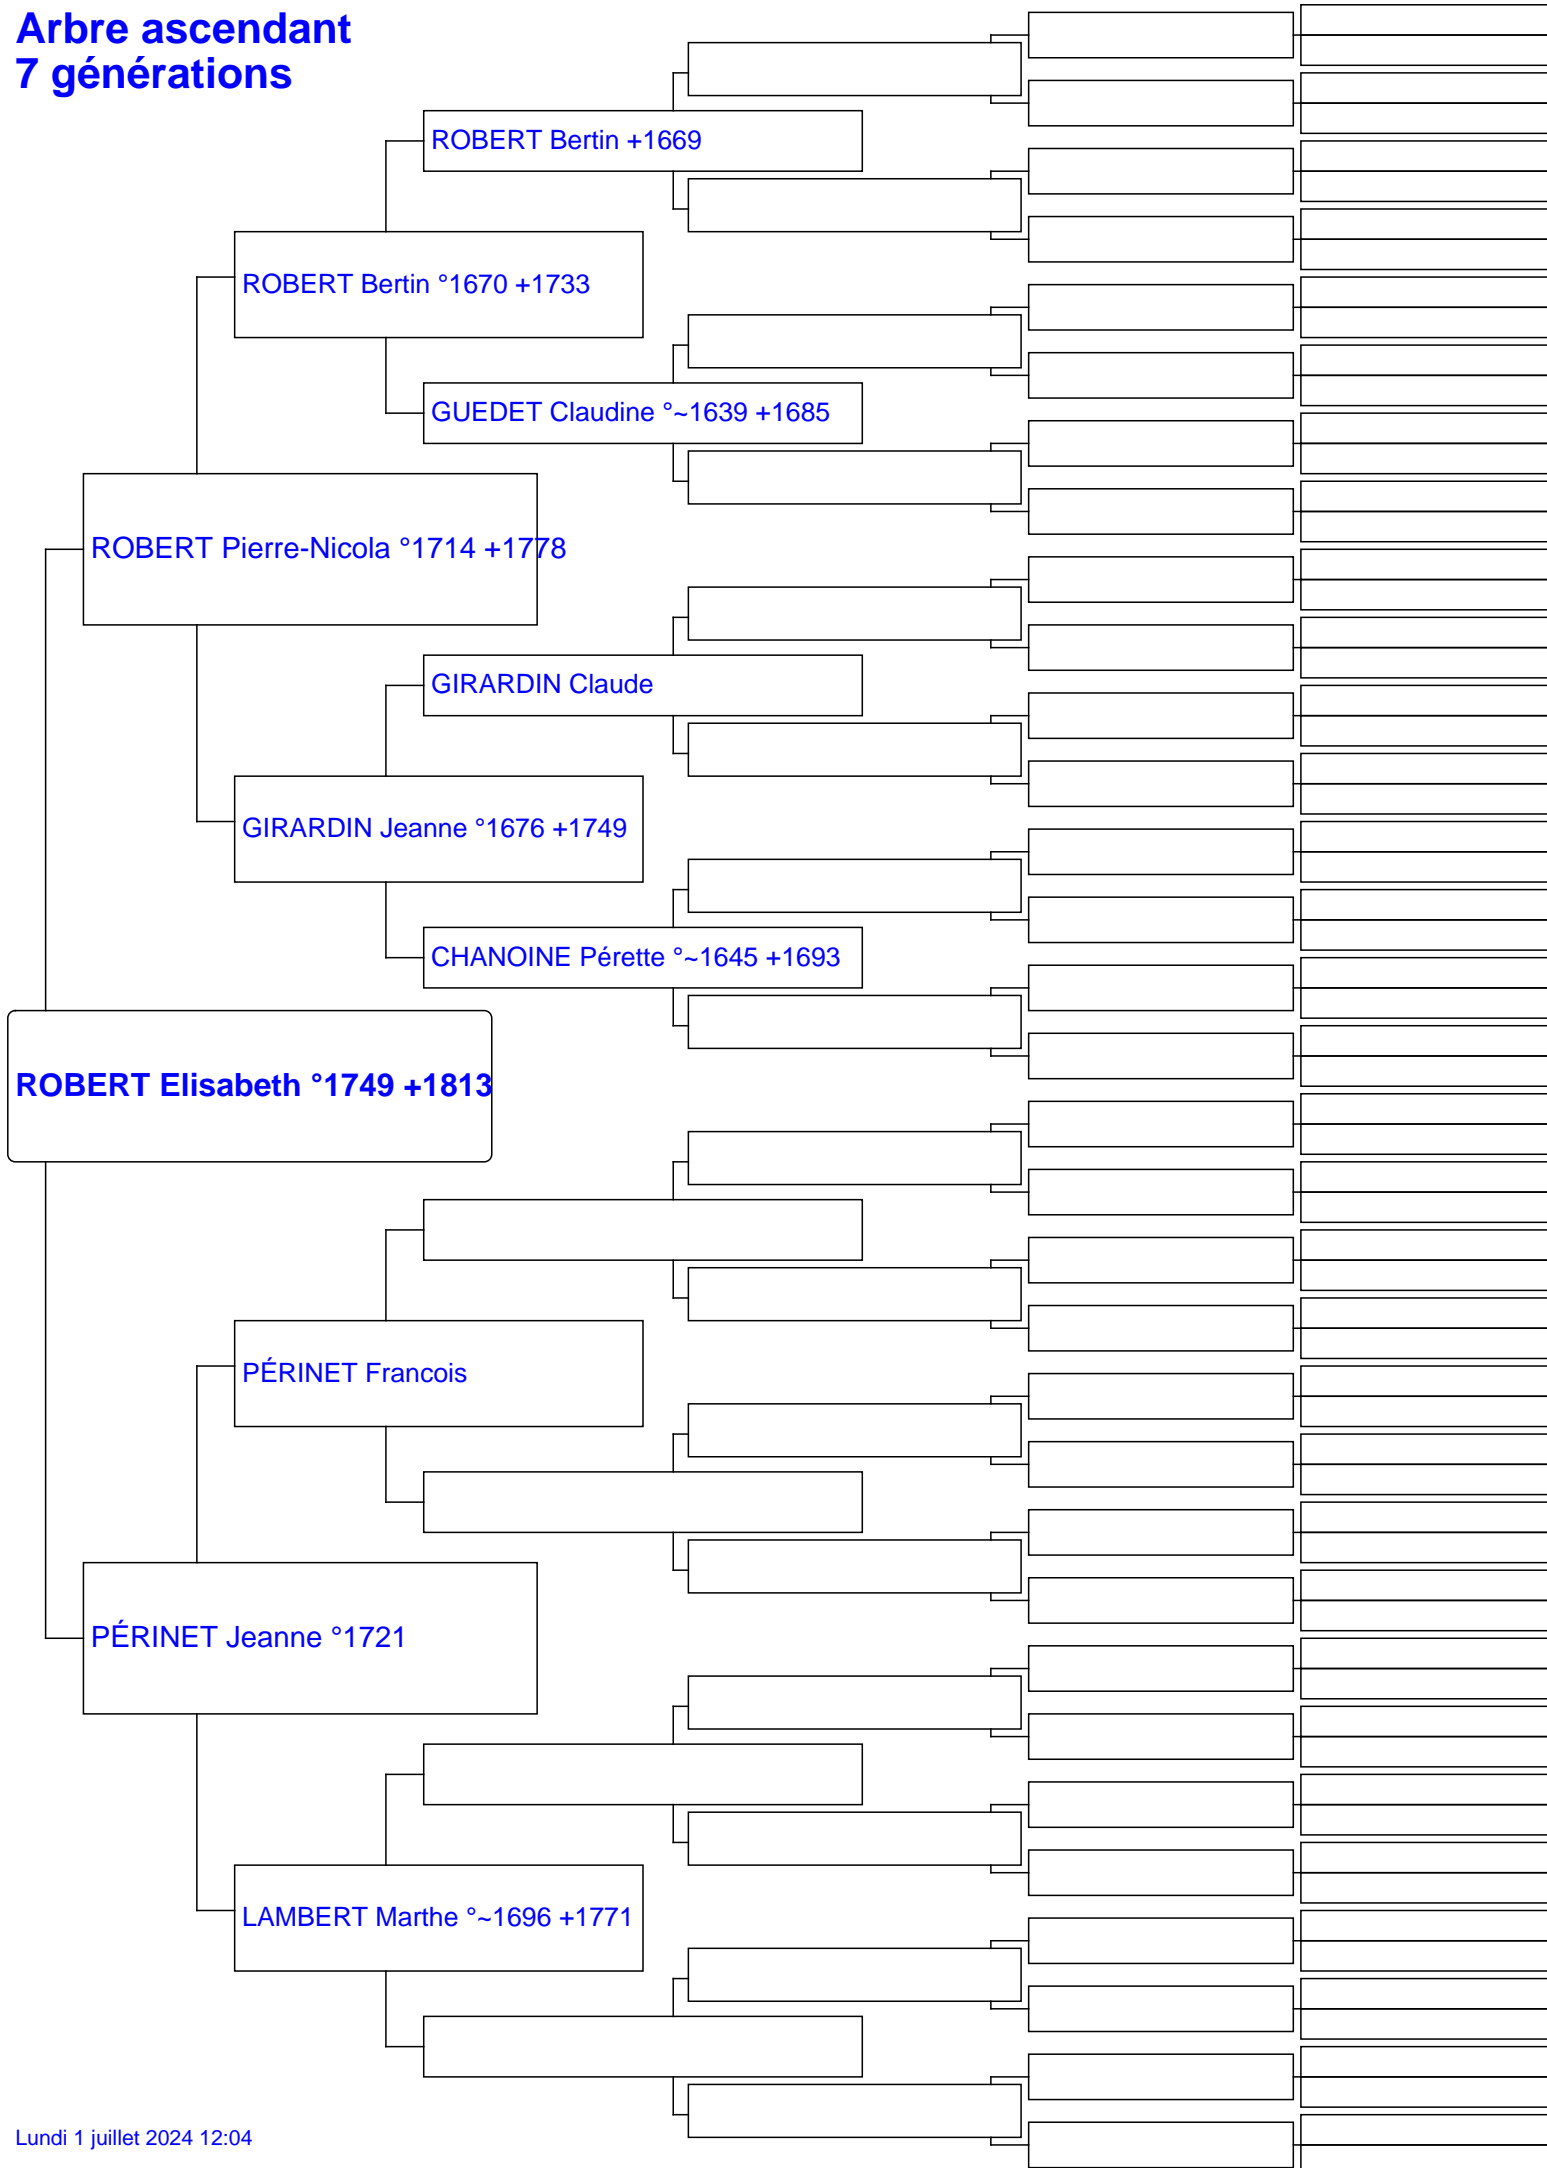 Arbre ascendant
7 générations
ROBERT Bertin +1669
ROBERT Bertin °1670 +1733
GUEDET Claudine °~1639 +1685
ROBERT Pierre-Nicola °1714 +1778
GIRARDIN Claude
GIRARDIN Jeanne °1676 +1749
CHANOINE Pérette °~1645 +1693
ROBERT Elisabeth °1749 +1813
PÉRINET Francois
PÉRINET Jeanne °1721
LAMBERT Marthe °~1696 +1771
Lundi 1 juillet 2024 12:04